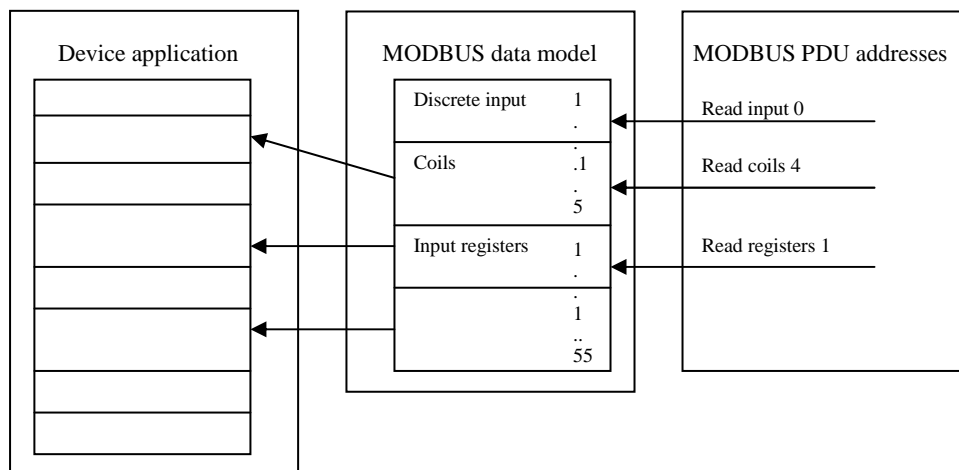 Device application
MODBUS data model
MODBUS PDU addresses
Discrete input 1
.
.
Coils .1
.
5
Input registers 1
.
.
1
..
55
Read input 0
Read coils 4
Read registers 1